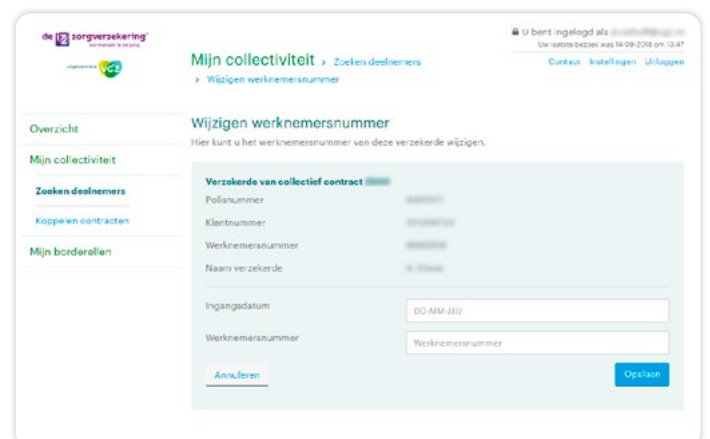 de zorgverzekering
VGZ
U bent ingelogd als
Uw laatste bezoek was 14-09-2018 om 13:47
Contact Instellingen Uitloggen
Mijn collectiviteit › Zoeken deelnemers
› Wijzigen werknemersnummer
Overzicht
Mijn collectiviteit
Zoeken deelnemers
Koppelen contracten
Mijn borderellen
Wijzigen werknemersnummer
Hier kunt u het werknemersnummer van deze verzekerde wijzigen.
Verzekerde van collectief contract
Polisnummer
Klantnummer
Werknemersnummer
Naam verzekerde
Ingangsdatum
DD-MM-JJJJ
Werknemersnummer
Werknemersnummer
Annuleren
Opslaan